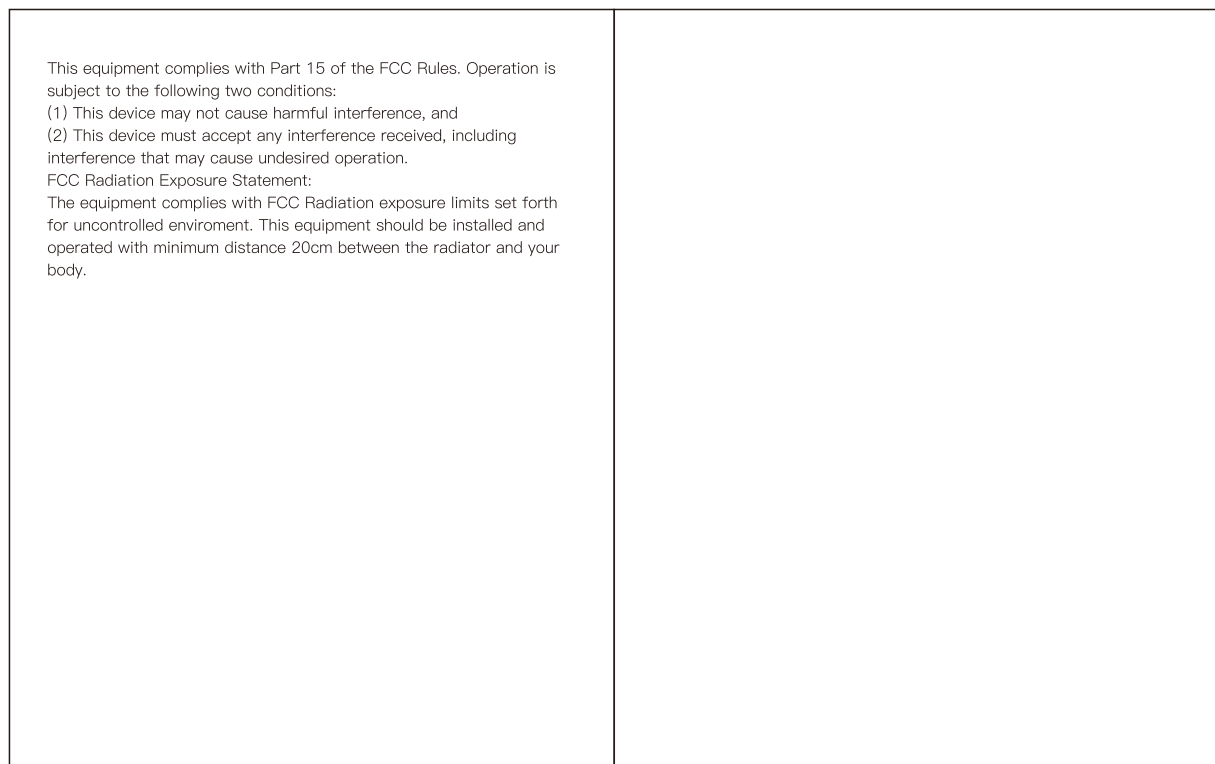 This equipment complies with Part 15 of the FCC Rules. Operation is
subject to the following two conditions:
(1) This device may not cause harmful interference, and
(2) This device must accept any interference received, including
interference that may cause undesired operation.
FCC Radiation Exposure Statement:
The equipment complies with FCC Radiation exposure limits set forth
for uncontrolled enviroment. This equipment should be installed and
operated with minimum distance 20cm between the radiator and your
body.